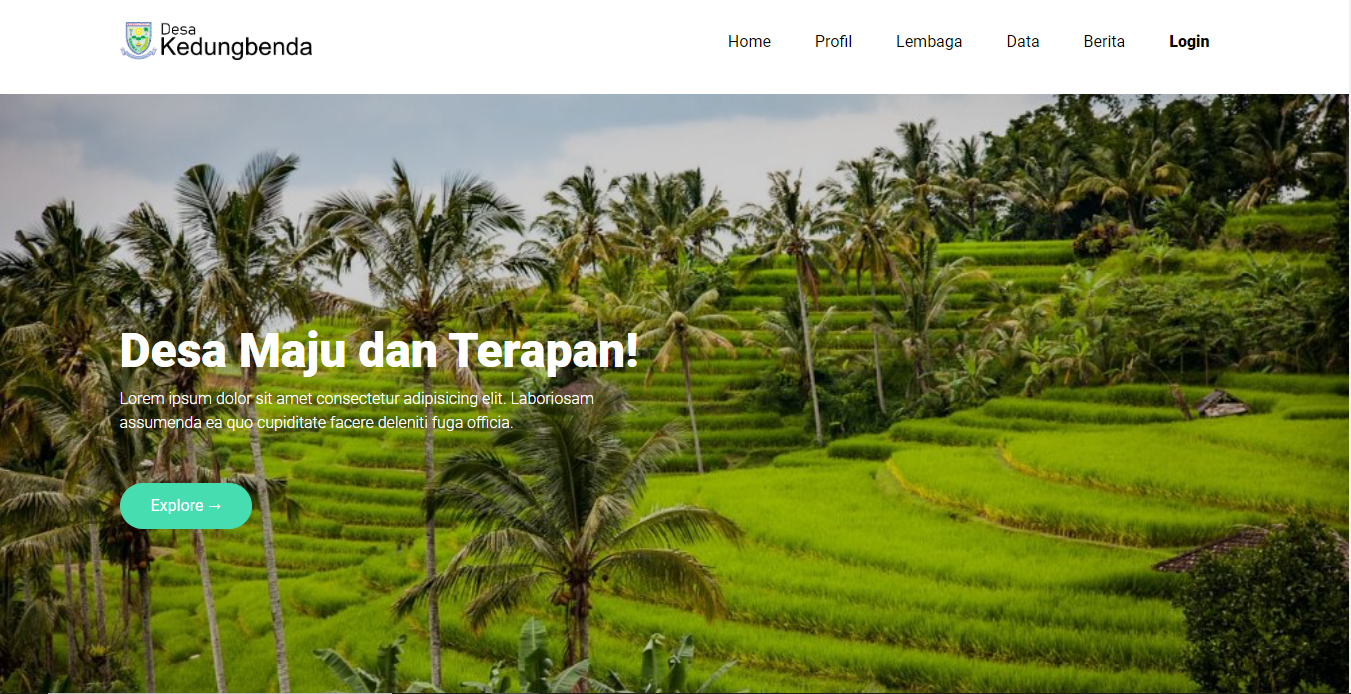 Desa
Kedungbenda
Home Profil Lembaga Data Berita Login
Desa Maju dan Terapan!
Lorem ipsum dolor sit amet consectetur adipisicing elit. Laboriosam
assumenda ea quo cupiditate facere deleniti fuga officia.
Explore →